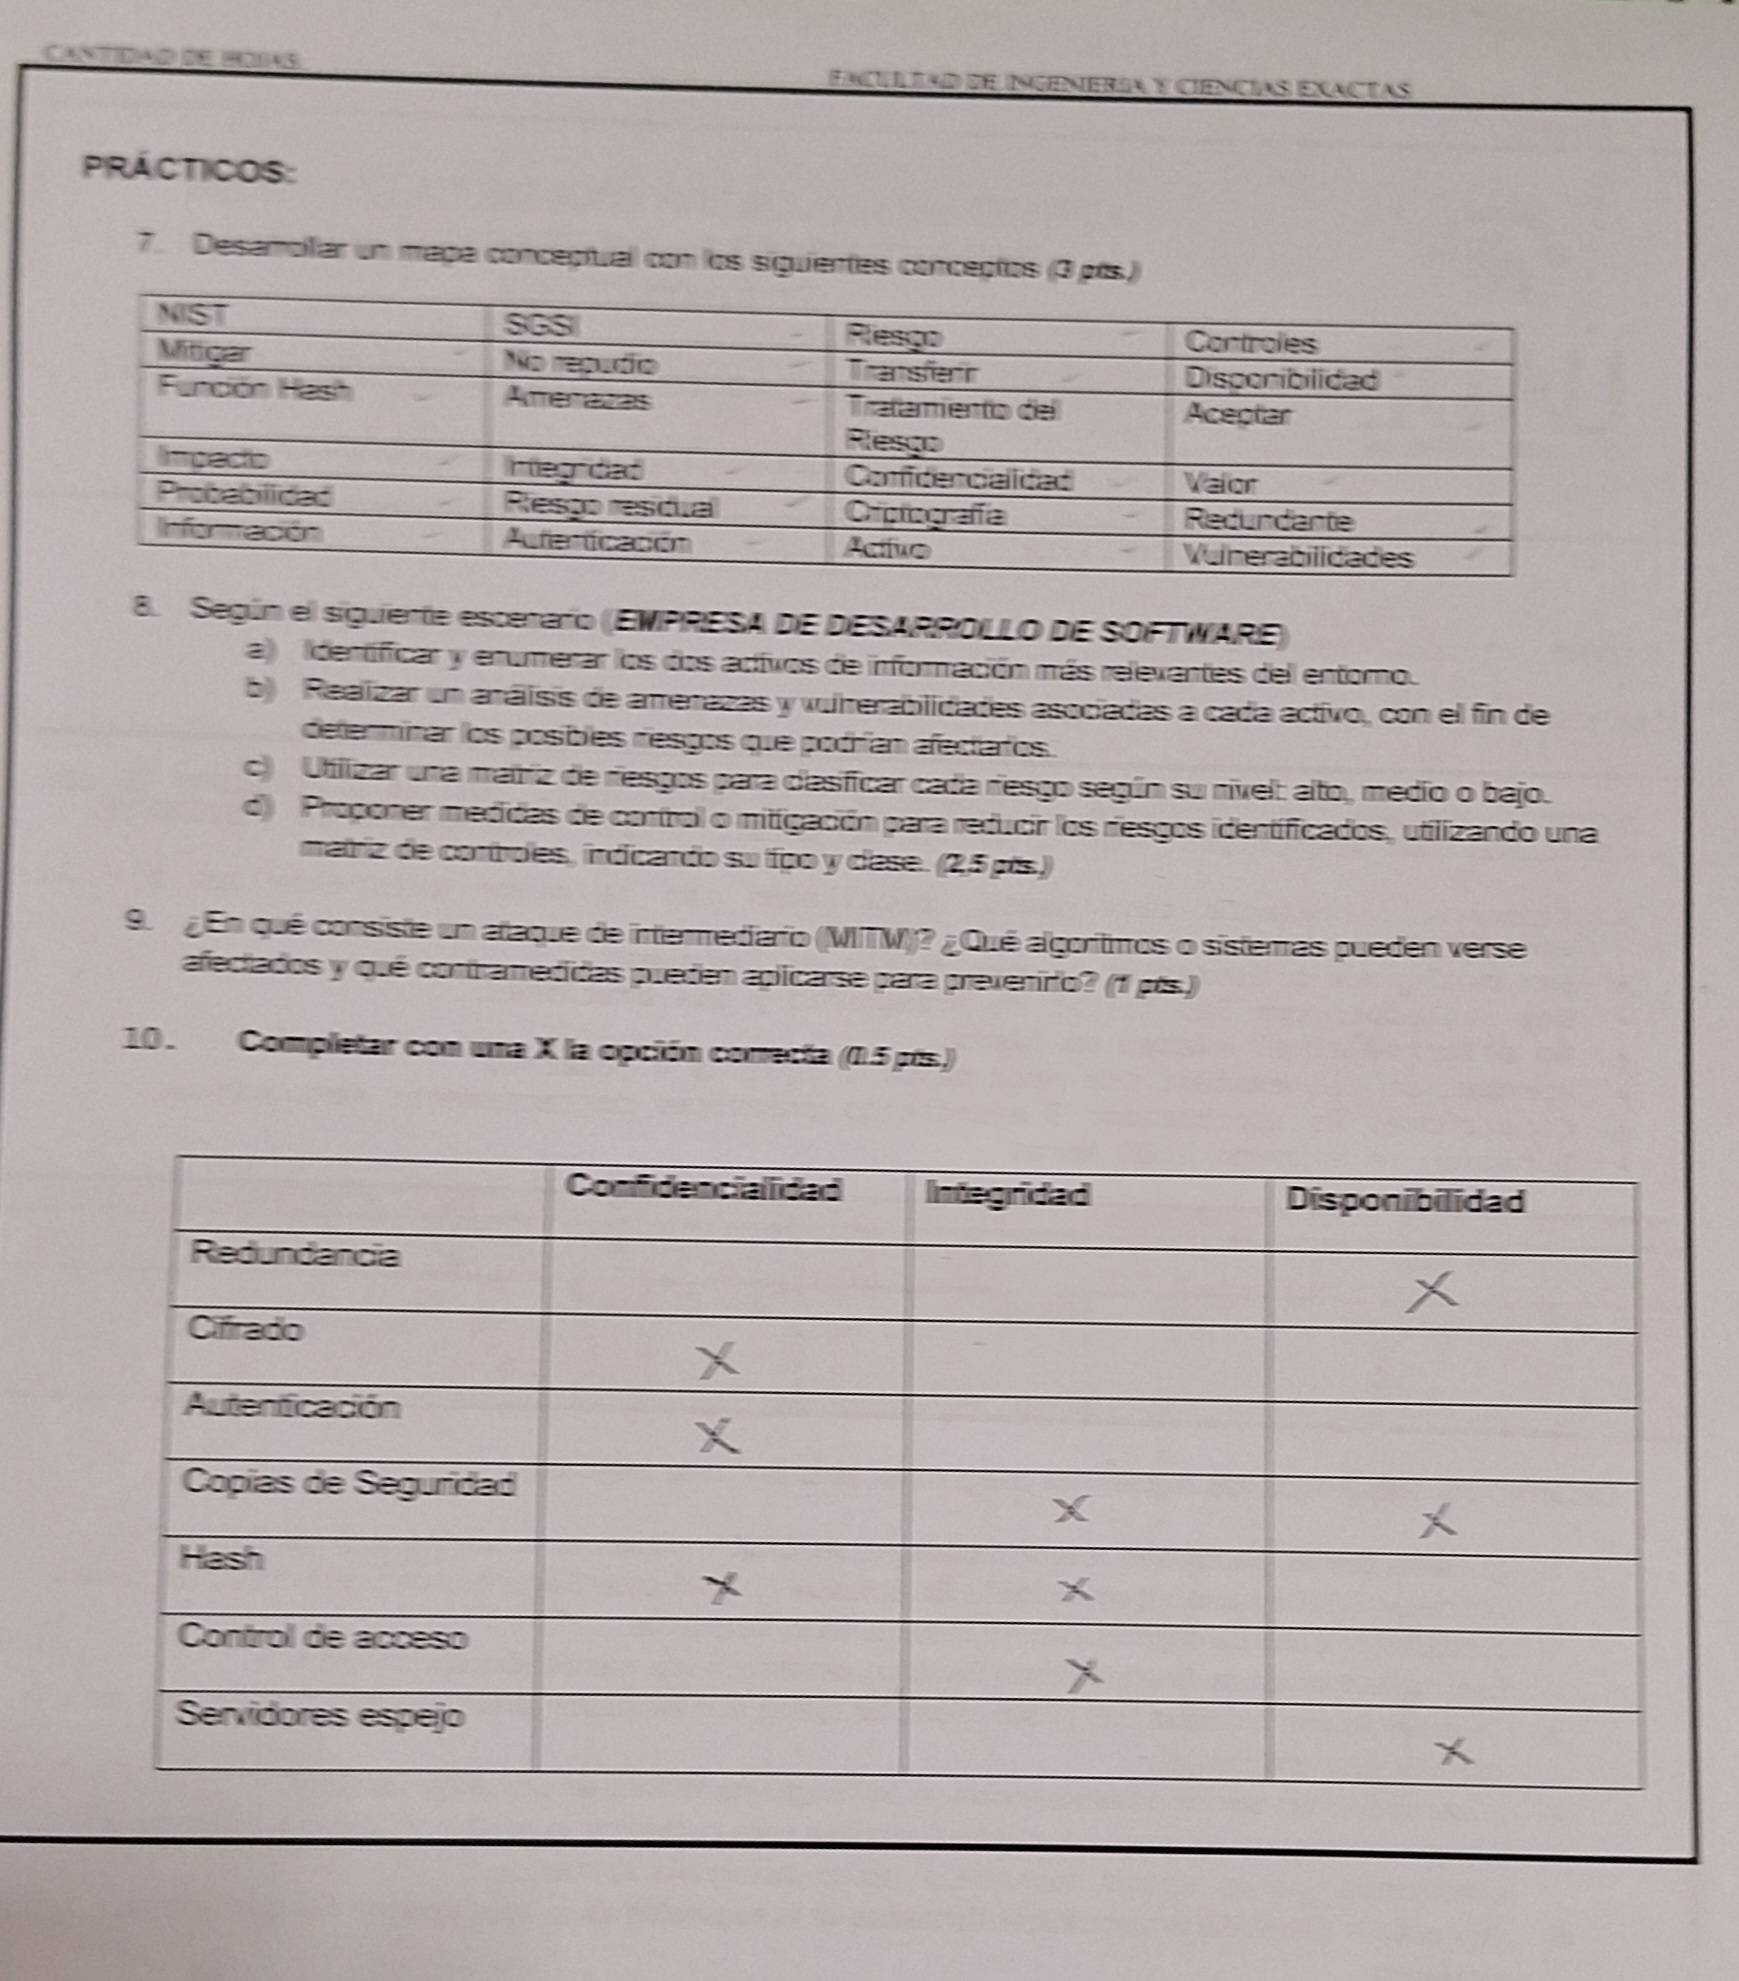 CANTIDAD DE HOJAS:
FACULTAD DE INGENIERIA Y CIENCIAS EXACTAS
PRÁCTICOS:
7. Desarrollar un mapa conceptual con los siguientes conceptos (3 pts.)
NIST SGSI Riesgo Controles
Mitigar No repudio Transferir Disponibilidad
Función Hash Amenazas Tratamiento del Riesgo Aceptar
Impacto Integridad Confidencialidad Valor
Probabilidad Riesgo residual Criptografía Redundante
Información Autenticación Activo Vulnerabilidades
8. Según el siguiente escenario (EMPRESA DE DESARROLLO DE SOFTWARE)
a) Identificar y enumerar los dos activos de información más relevantes del entorno.
b) Realizar un análisis de amenazas y vulnerabilidades asociadas a cada activo, con el fin de
determinar los posibles riesgos que podrían afectarlos.
c) Utilizar una matriz de riesgos para clasificar cada riesgo según su nivel: alto, medio o bajo.
d) Proponer medidas de control o mitigación para reducir los riesgos identificados, utilizando una
matriz de controles, indicando su tipo y clase. (2,5 pts.)
9. ¿En qué consiste un ataque de intermediario (MITM)? ¿Qué algoritmos o sistemas pueden verse
afectados y qué contramedidas pueden aplicarse para prevenirlo? (1 pts.)
10. Completar con una X la opción correcta (0.5 pts.)
Confidencialidad Integridad Disponibilidad
Redundancia X
Cifrado X
Autenticación X
Copias de Seguridad X X
Hash X X
Control de acceso X
Servidores espejo X